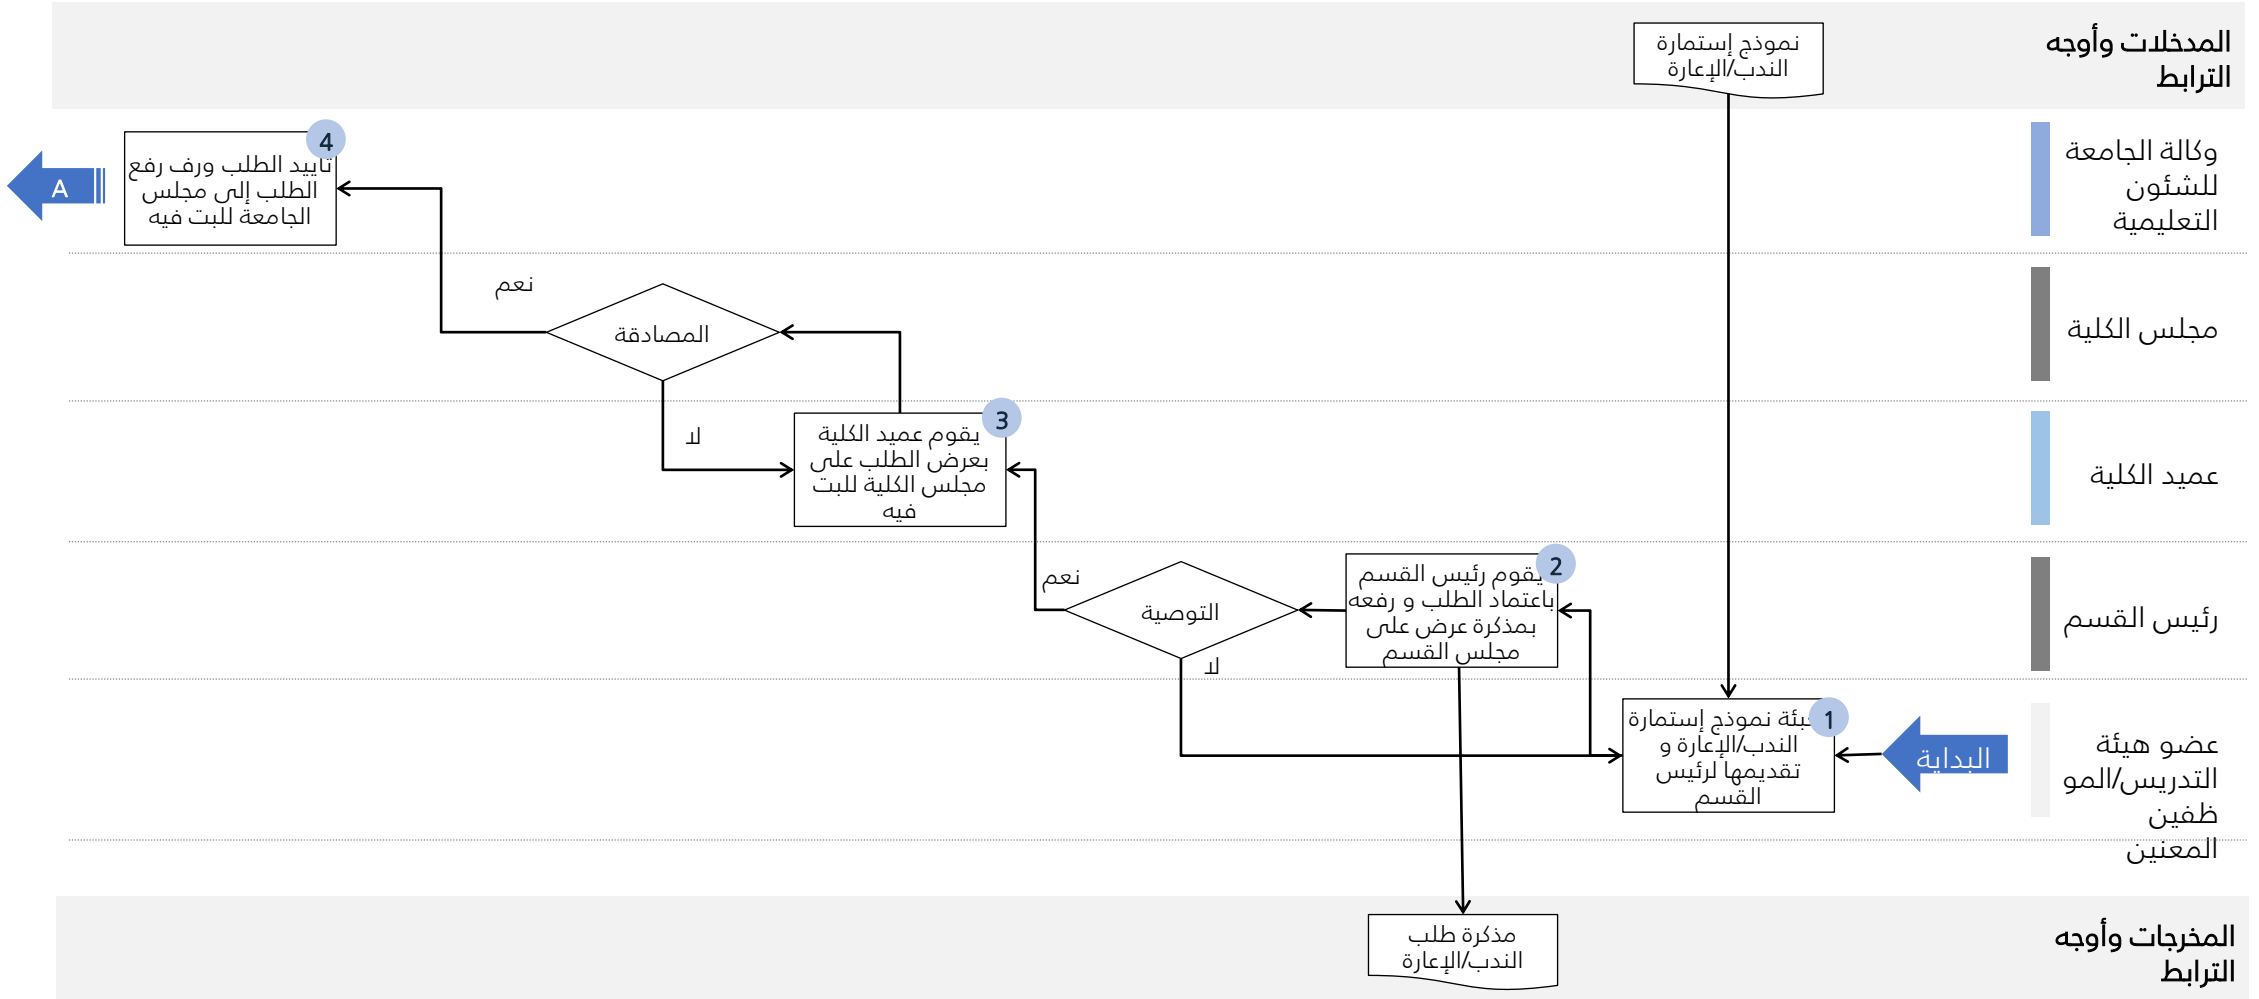 المدخلات وأوجه
الترابط
نموذج إستمارة
الندب/الإعارة
وكالة الجامعة
للشئون
التعليمية
4
تأييد الطلب ورف رفع
الطلب إلى مجلس
الجامعة للبت فيه
A
مجلس الكلية
المصادقة
نعم
لا
عميد الكلية
3
يقوم عميد الكلية
بعرض الطلب على
مجلس الكلية للبت
فيه
رئيس القسم
2
يقوم رئيس القسم
باعتماد الطلب و رفعه
بمذكرة عرض على
مجلس القسم
التوصية
نعم
لا
عضو هيئة
التدريس/المو
ظفين
المعنين
البداية
1
نموذج إستمارة
الندب/الإعارة و
تقديمها لرئيس
القسم
المخرجات وأوجه
الترابط
مذكرة طلب
الندب/الإعارة